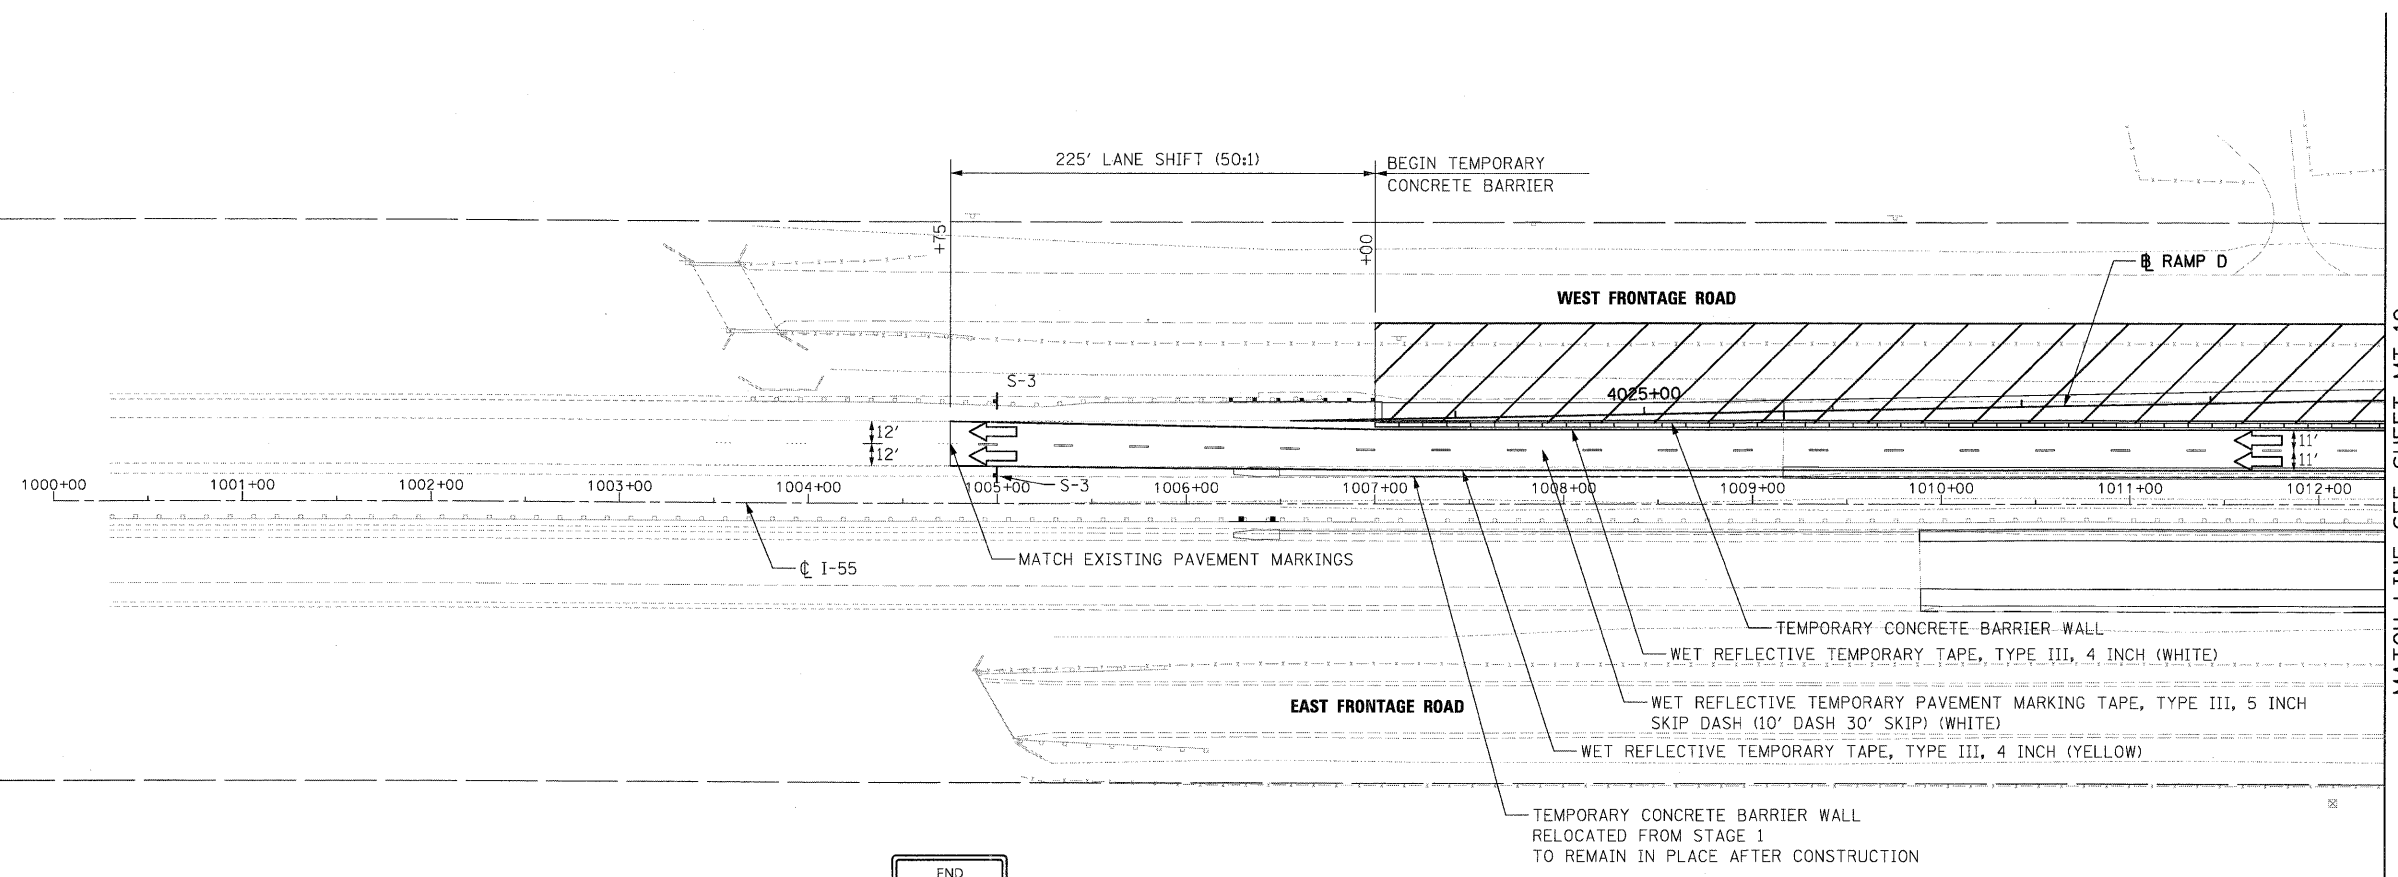 225' LANE SHIFT (50:1)
BEGIN TEMPORARY
CONCRETE BARRIER
+75
+00
℄ RAMP D
WEST FRONTAGE ROAD
S-3
4025+00
12'
12'
11'
11'
1000+00 1001+00 1002+00 1003+00 1004+00 1005+00 1006+00 1007+00 1008+00 1009+00 1010+00 1011+00 1012+00
S-3
MATCH EXISTING PAVEMENT MARKINGS
℄ I-55
TEMPORARY CONCRETE BARRIER WALL
WET REFLECTIVE TEMPORARY TAPE, TYPE III, 4 INCH (WHITE)
EAST FRONTAGE ROAD
WET REFLECTIVE TEMPORARY PAVEMENT MARKING TAPE, TYPE III, 5 INCH
SKIP DASH (10' DASH 30' SKIP) (WHITE)
WET REFLECTIVE TEMPORARY TAPE, TYPE III, 4 INCH (YELLOW)
TEMPORARY CONCRETE BARRIER WALL
RELOCATED FROM STAGE 1
TO REMAIN IN PLACE AFTER CONSTRUCTION
END